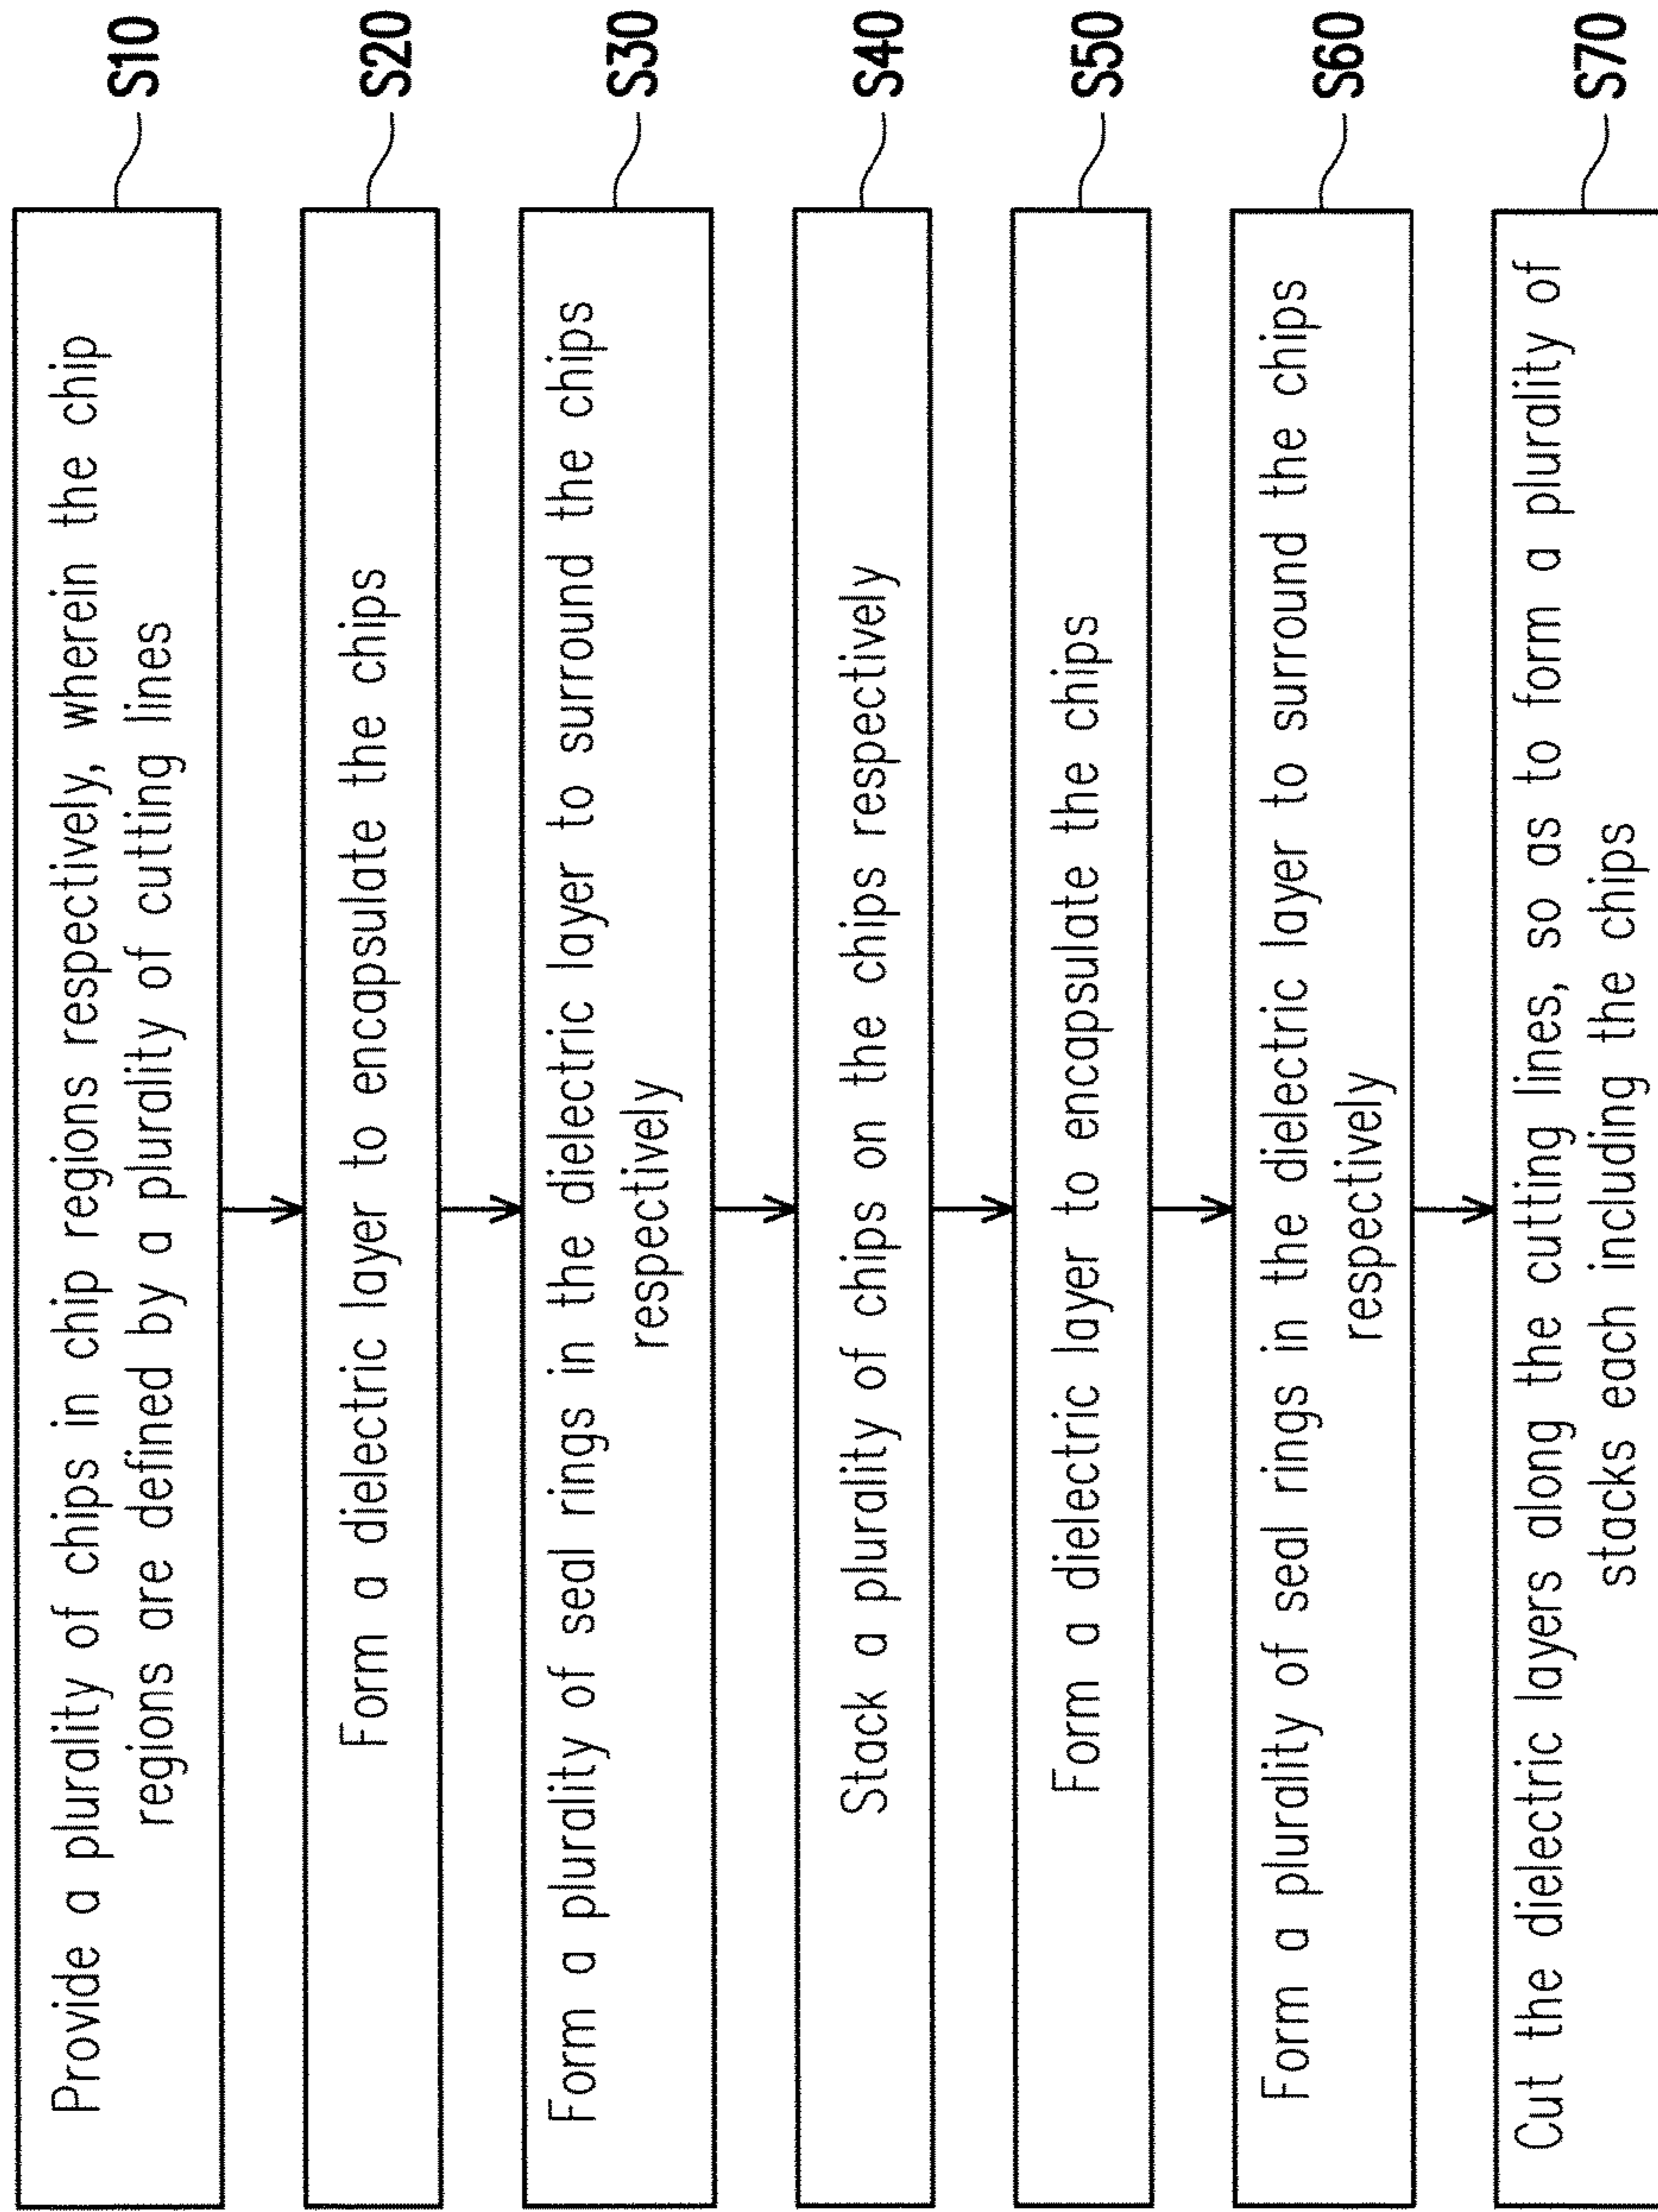 Provide a plurality of chips in chip regions respectively, wherein the chip
regions are defined by a plurality of cutting lines
S10
Form a dielectric layer to encapsulate the chips
S20
Form a plurality of seal rings in the dielectric layer to surround the chips
respectively
S30
Stack a plurality of chips on the chips respectively
S40
Form a dielectric layer to encapsulate the chips
S50
Form a plurality of seal rings in the dielectric layer to surround the chips
respectively
S60
Cut the dielectric layers along the cutting lines, so as to form a plurality of
stacks each including the chips
S70